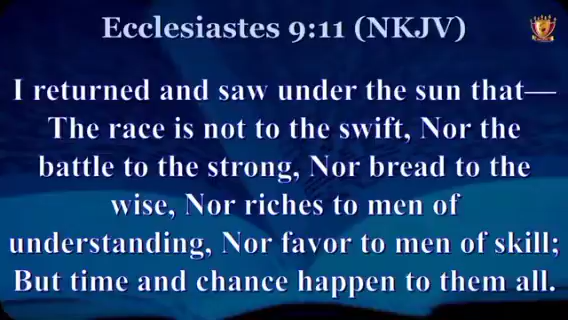 Ecclesiastes 9:11 (NKJV)
I returned and saw under the sun that—
The race is not to the swift, Nor the
battle to the strong, Nor bread to the
wise, Nor riches to men of
understanding, Nor favor to men of skill;
But time and chance happen to them all.